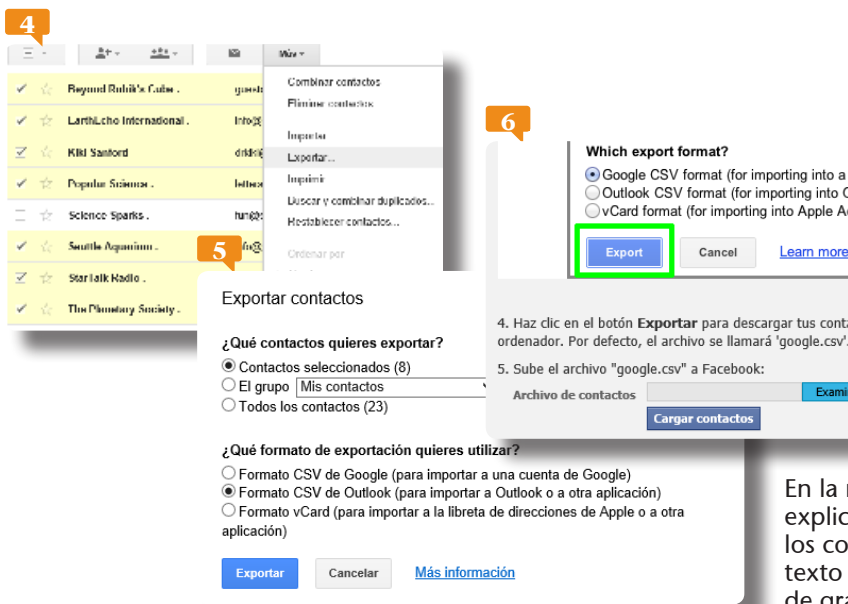 4
Más
Combinar contactos
Eliminar contactos
Importar
Exportar...
Imprimir
Buscar y combinar duplicados...
Restablecer contactos...
Ordenar por
Beyond Rubik's Cube .
EarthEcho International .
info@
Kiki Sanford
Popular Science .
Science Sparks .
Seattle Aquarium .
StarTalk Radio .
The Planetary Society .
5
Exportar contactos
¿Qué contactos quieres exportar?
Contactos seleccionados (8)
El grupo Mis contactos
Todos los contactos (23)
¿Qué formato de exportación quieres utilizar?
Formato CSV de Google (para importar a una cuenta de Google)
Formato CSV de Outlook (para importar a Outlook o a otra aplicación)
Formato vCard (para importar a la libreta de direcciones de Apple o a otra
aplicación)
Exportar Cancelar Más información
6
Which export format?
Google CSV format (for importing into a
Outlook CSV format (for importing into
vCard format (for importing into Apple
Export Cancel Learn more
4. Haz clic en el botón Exportar para descargar tus
ordenador. Por defecto, el archivo se llamará 'google.csv'.
5. Sube el archivo "google.csv" a Facebook:
Archivo de contactos
Cargar contactos
En la
los
texto